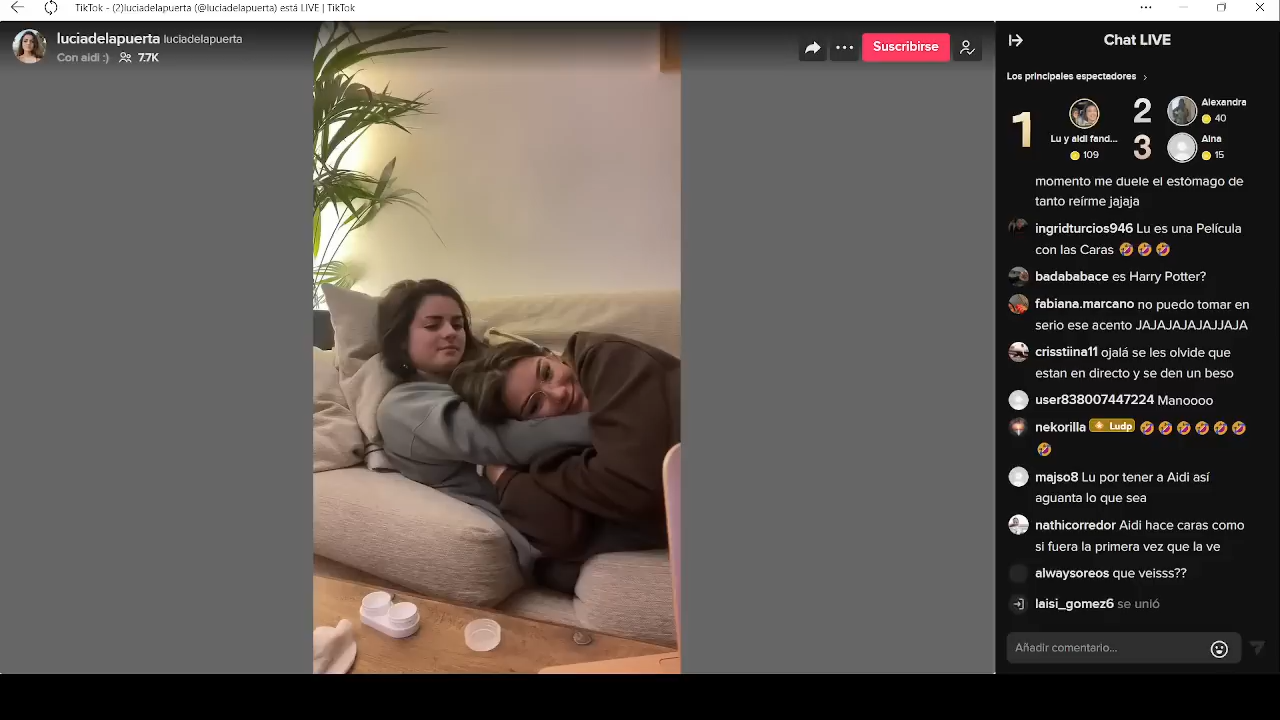 TikTok - (2)luciadelapuerta (@luciadelapuerta) está LIVE | TikTok
luciadelapuerta luciadelapuerta
Con aidi :) 7.7K
Suscribirse
Chat LIVE
Los principales espectadores
1
Lu y aidi fand...
109
2
Alexandra
40
3
Aina
15
momento me duele el estómago de
tanto reírme jajaja
ingridturcios946 Lu es una Película
con las Caras 🤣 🤣 🤣
badababace es Harry Potter?
fabiana.marcano no puedo tomar en
serio ese acento JAJAJAJAJAJJAJA
crisstiina11 ojalá se les olvide que
estan en directo y se den un beso
user838007447224 Manoooo
nekorilla Ludp 🤣 🤣 🤣 🤣 🤣 🤣
🤣
majso8 Lu por tener a Aidi así
aguanta lo que sea
nathicorredor Aidi hace caras como
si fuera la primera vez que la ve
alwaysoreos que veisss??
laisi_gomez6 se unió
Añadir comentario...